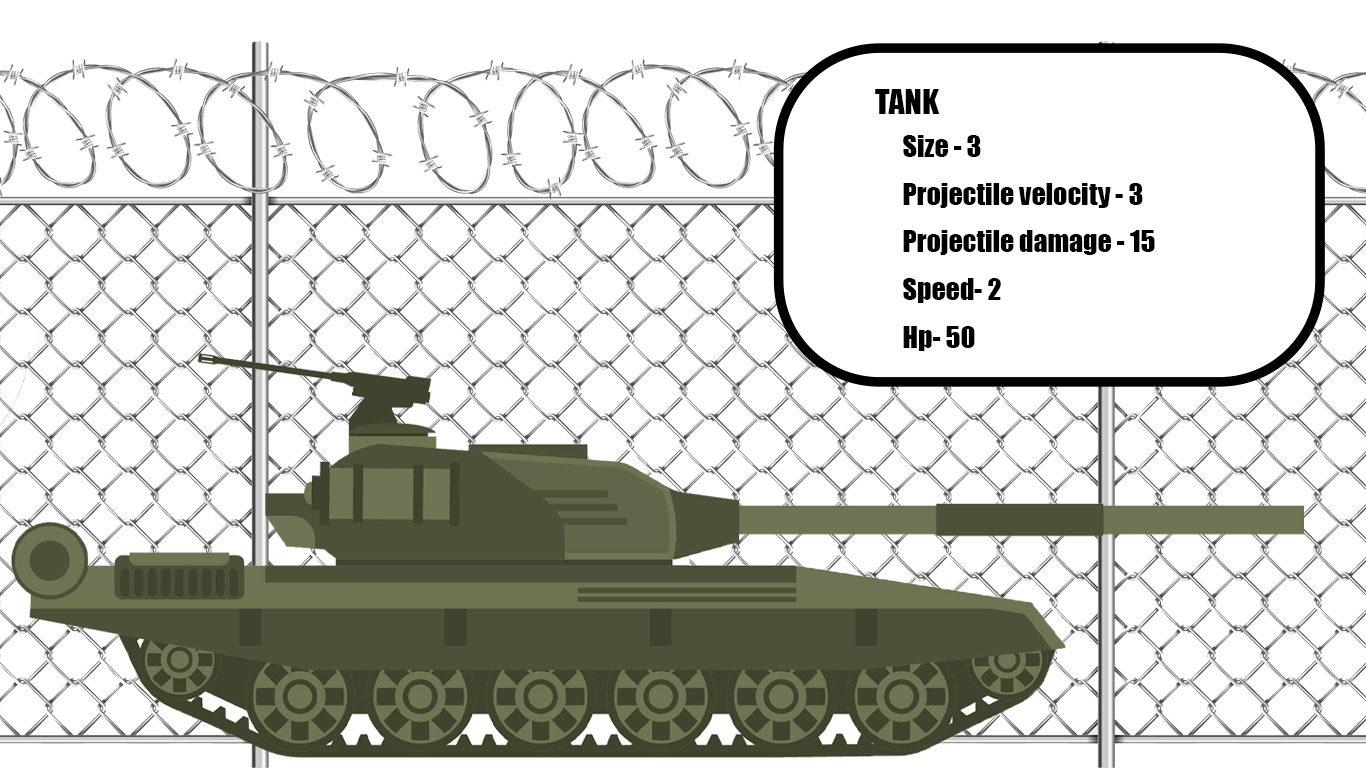 TANK
Size - 3
Projectile velocity - 3
Projectile damage - 15
Speed- 2
Hp- 50